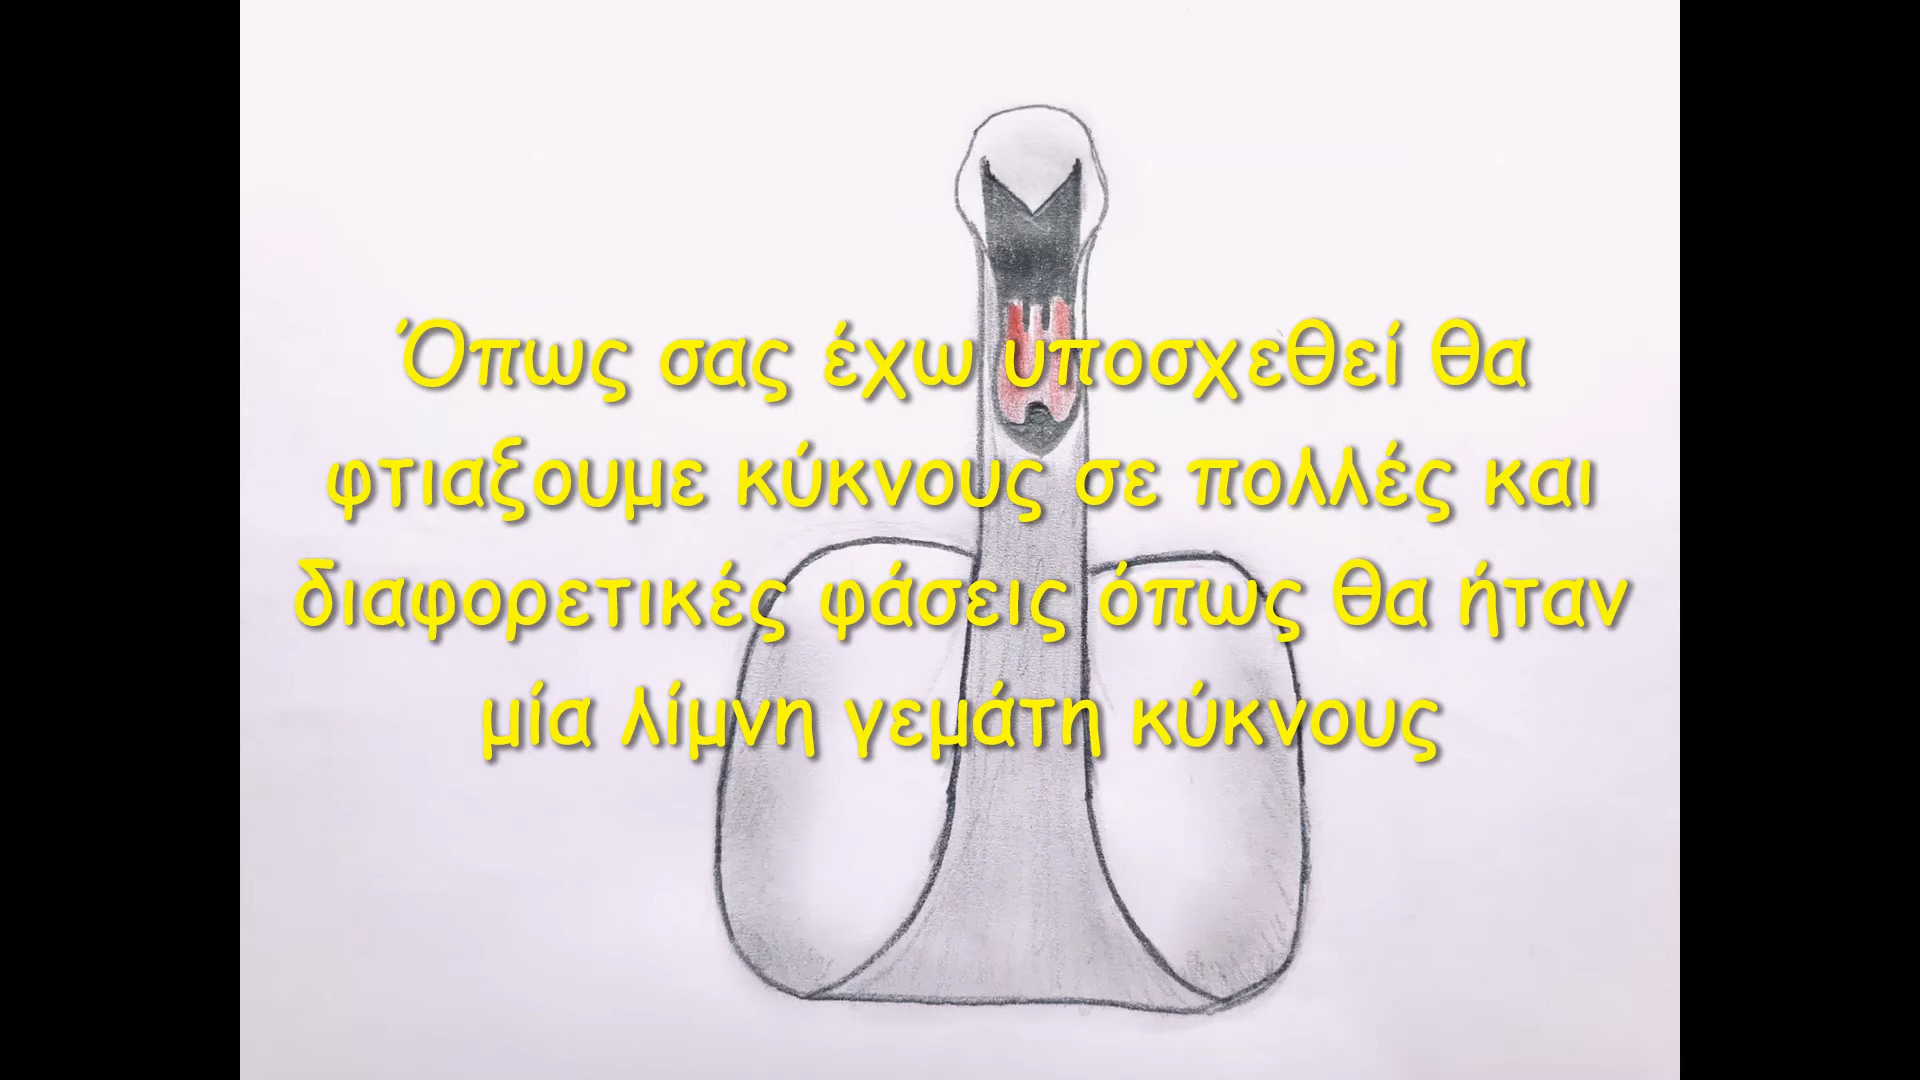 Όπως σας έχω υποσχεθεί θα
φτιαξουμε κύκνους σε πολλές και
διαφορετικές φάσεις όπως θα ήταν
μία λίμνη γεμάτη κύκνους